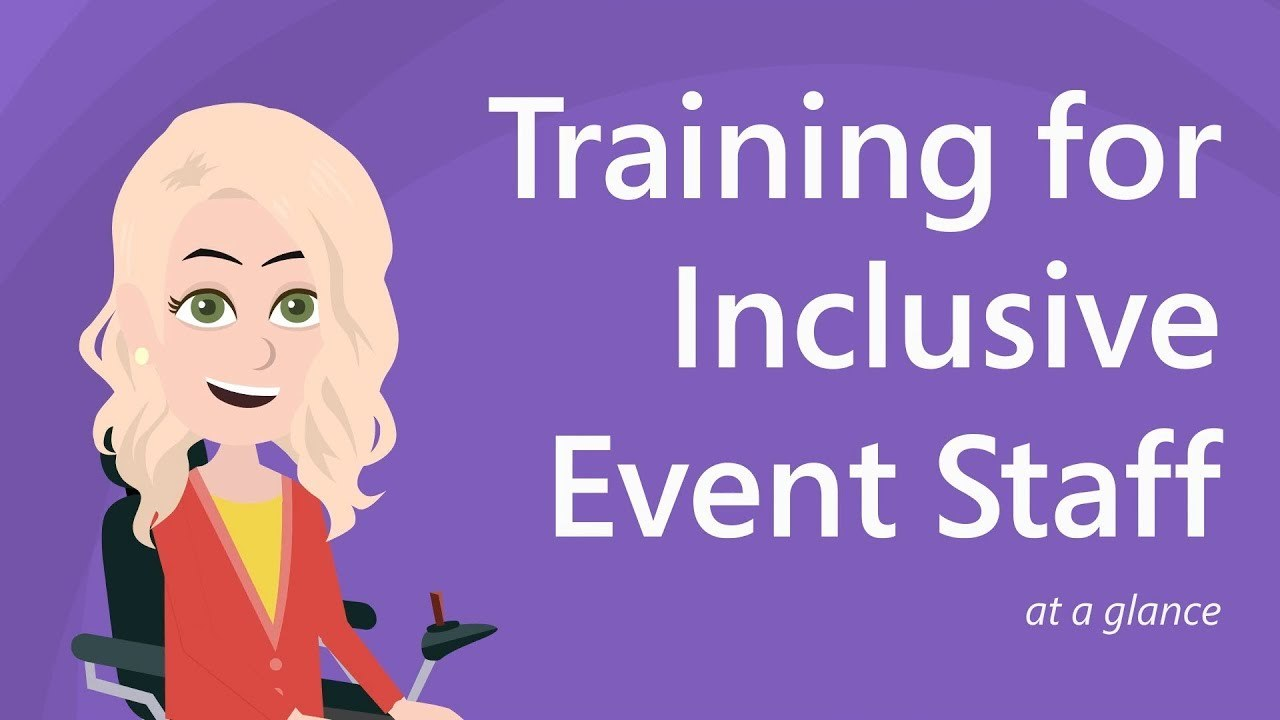 Training for
Inclusive
Event Staff
at a glance